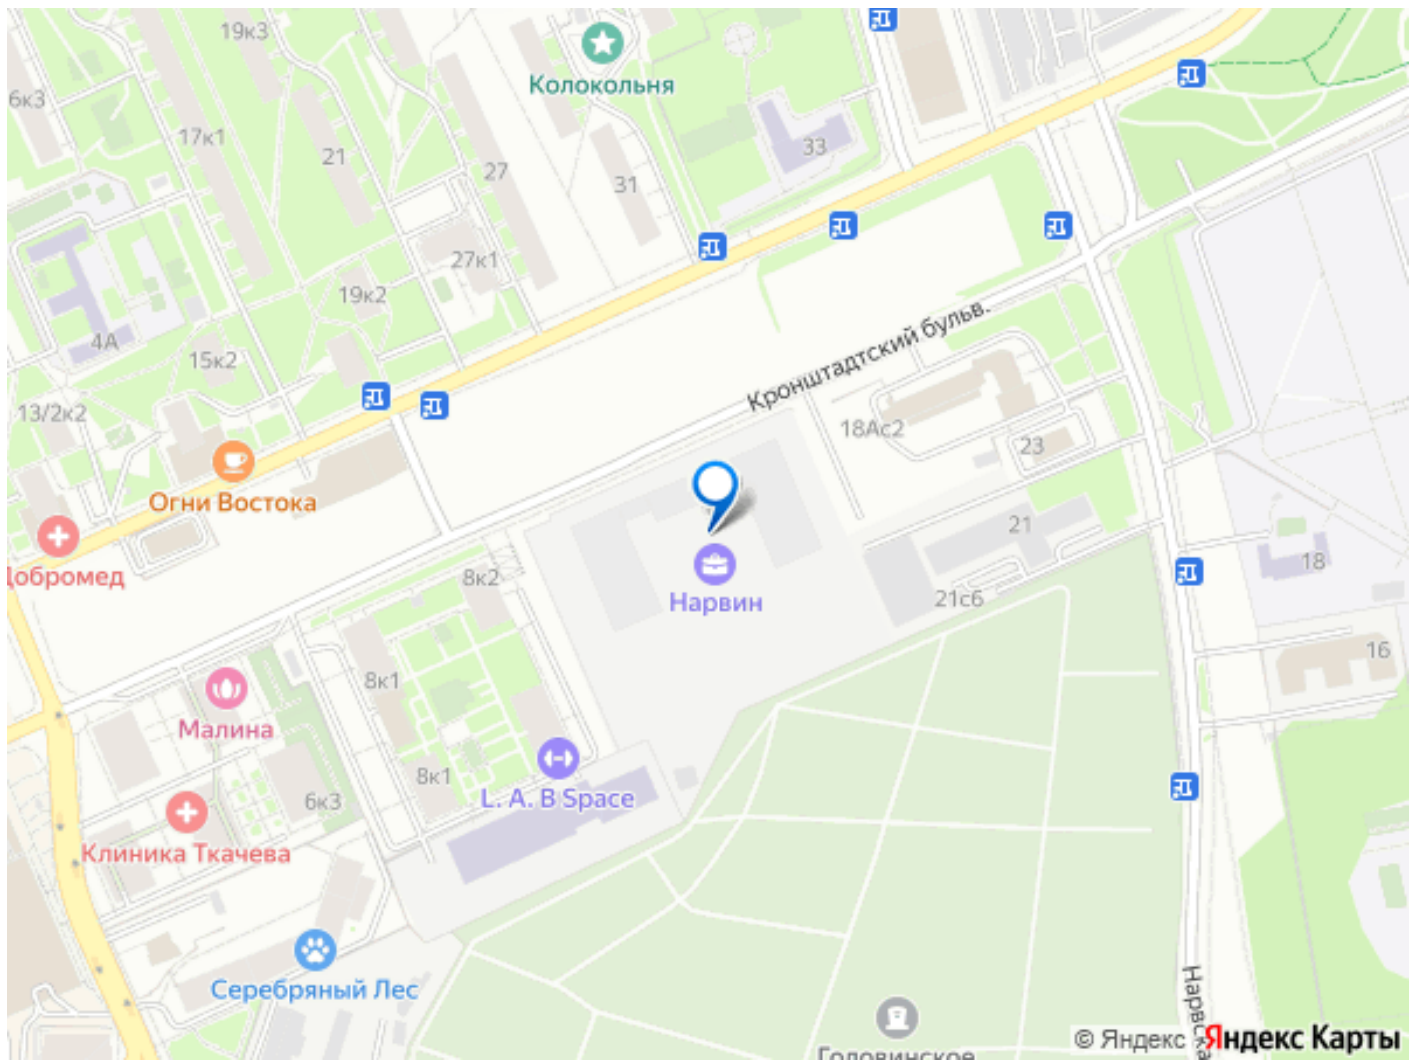 19к3
6к3
17к1
21
27
31
Колокольня
33
27к1
19к2
4А
15к2
13/2к2
Кронштадтский бульв.
18Ас2
23
Огни Востока
Добромед
8к2
Нарвин
21
21с6
18
16
8к1
Малина
8к1
L. A. B Space
6к3
Клиника Ткачева
Серебряный Лес
Нарвска
Головинское
© Яндекс Яндекс Карты